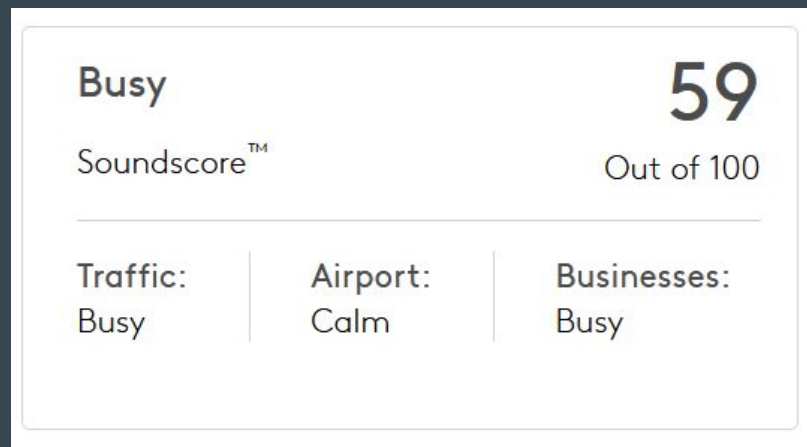 Busy 59
Soundscore™ Out of 100
Traffic: Airport: Businesses:
Busy Calm Busy